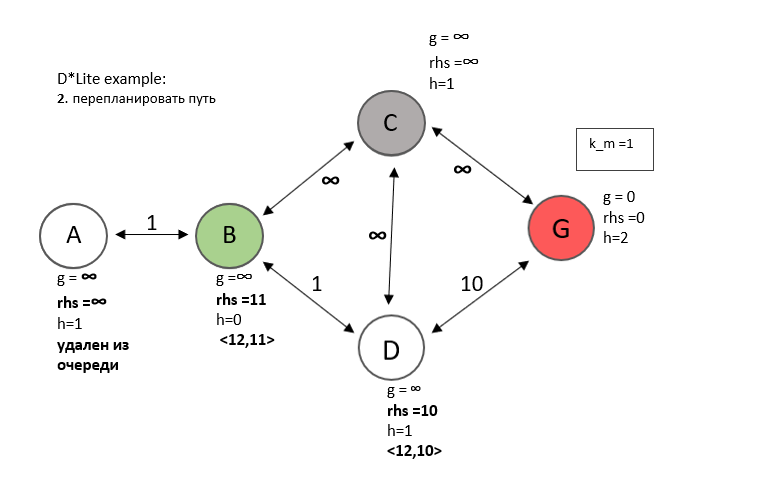 g = ∞
rhs =∞
h=1
D*Lite example:
2. перепланировать путь
C
k_m =1
∞
∞
g = 0
rhs =0
h=2
A
1
B
G
∞
g = ∞
rhs =∞
h=1
удален из
очереди
g =∞
rhs =11
h=0
<12,11>
1
10
D
g = ∞
rhs =10
h=1
<12,10>